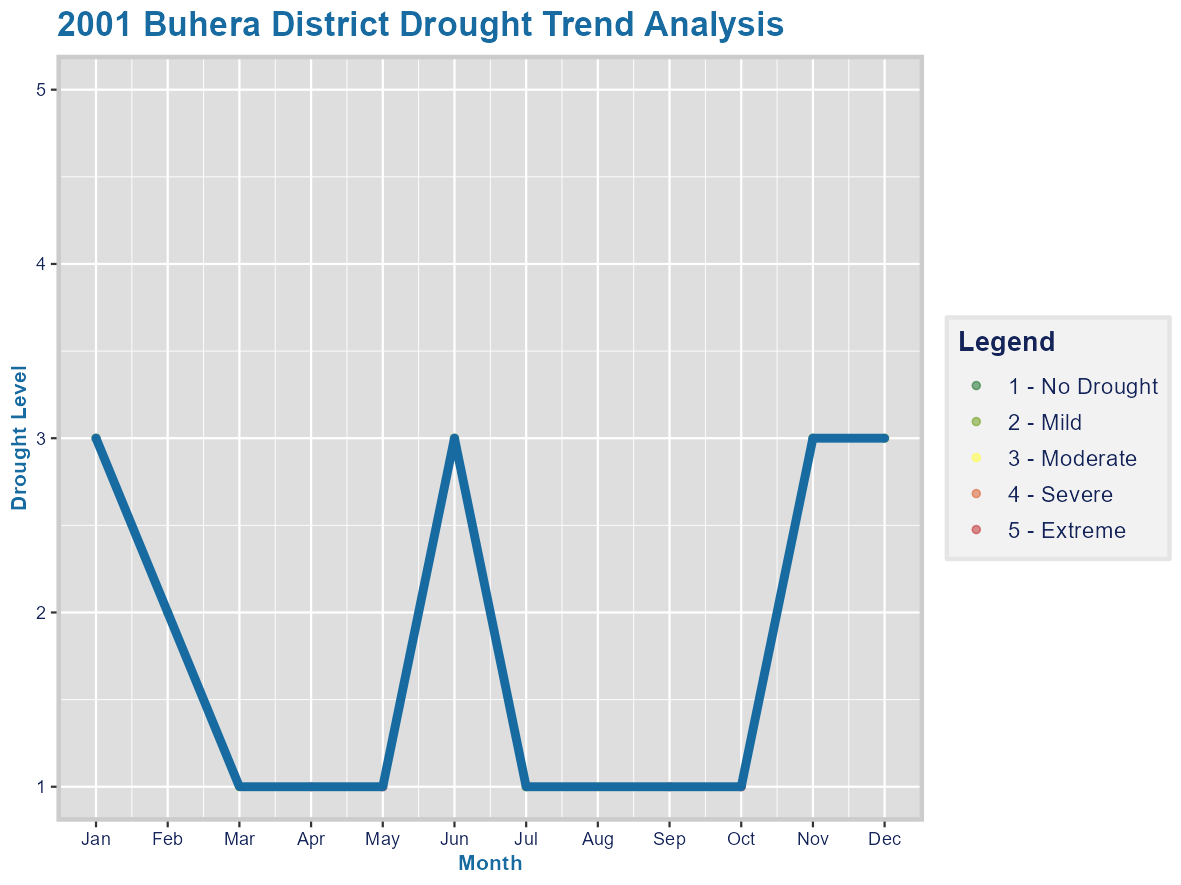 2001 Buhera District Drought Trend Analysis
Drought Level
5
4
3
2
1
Jan Feb Mar Apr May Jun Jul Aug Sep Oct Nov Dec
Month
Legend
1 - No Drought
2 - Mild
3 - Moderate
4 - Severe
5 - Extreme